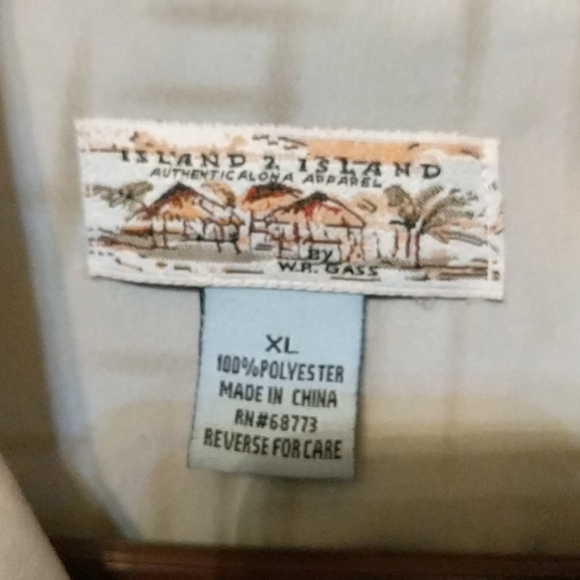 ISLAND 2 ISLAND
AUTHENTIC ALOHA APPAREL
By
W.R. GASS
XL
100% POLYESTER
MADE IN CHINA
RN#68773
REVERSE FOR CARE